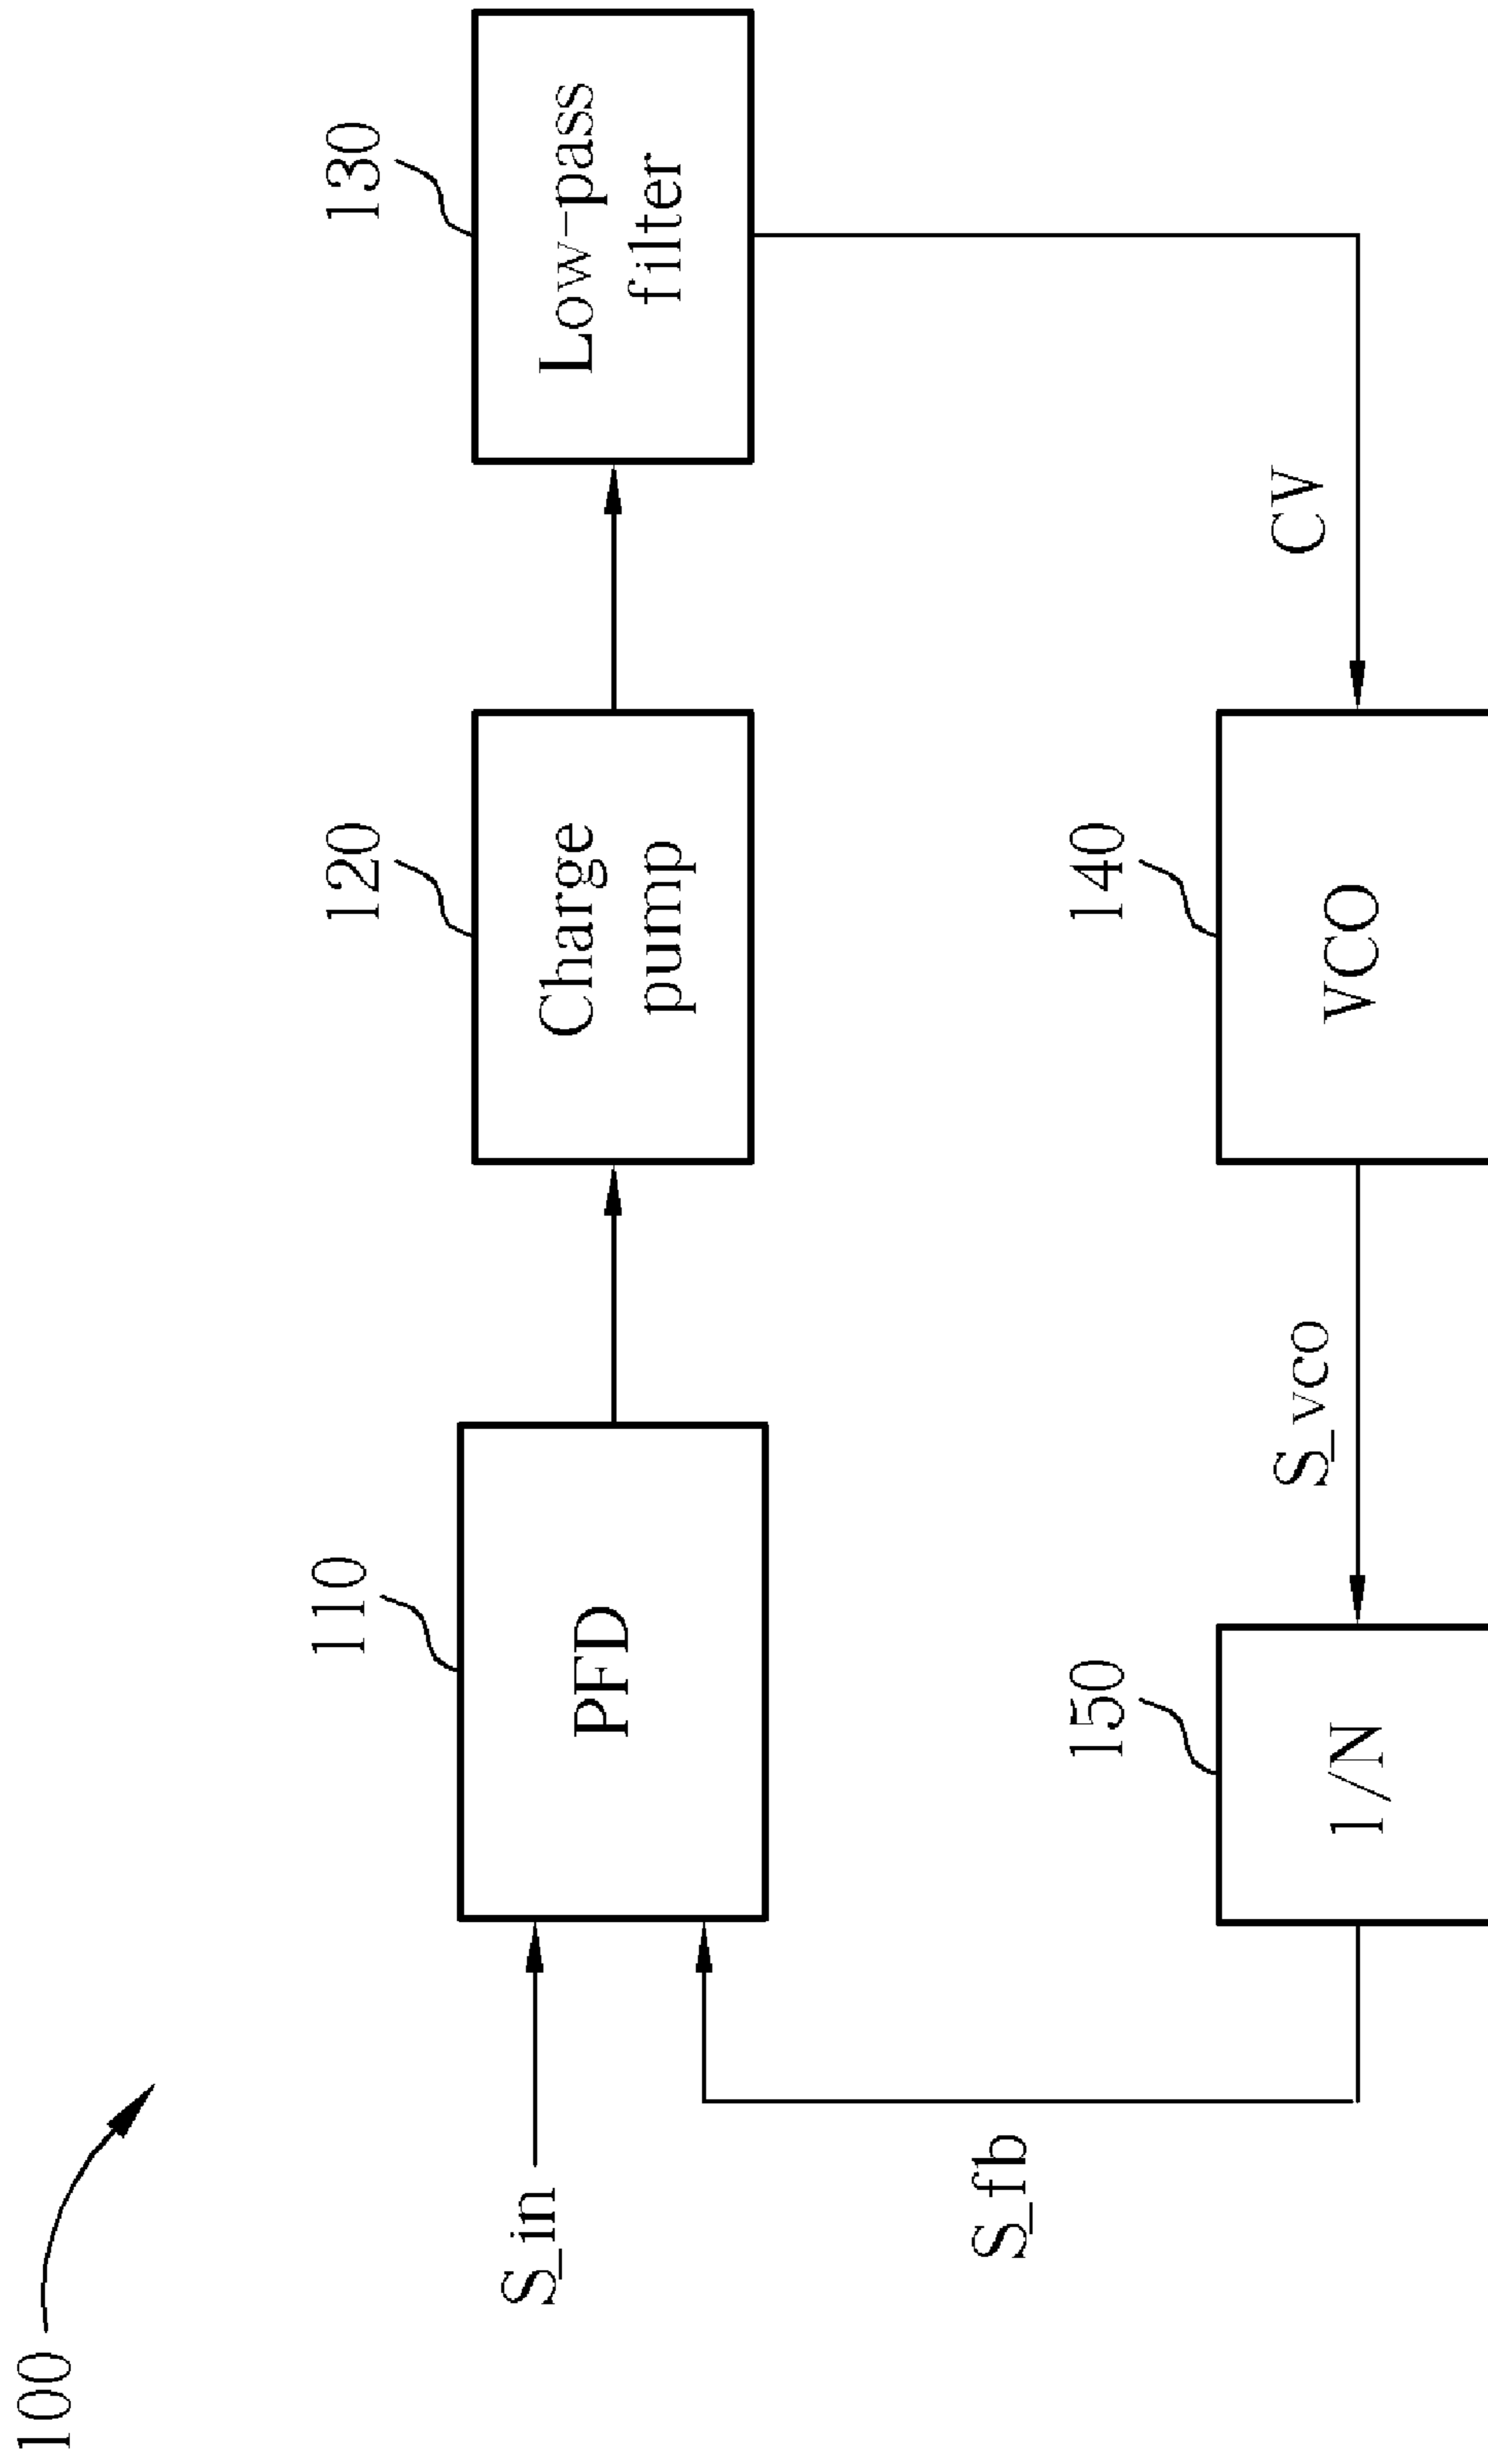 100
110
120
130
PFD
Charge
pump
Low-pass
filter
S_in
S_fb
150
140
CV
S_vco
1/N
VCO